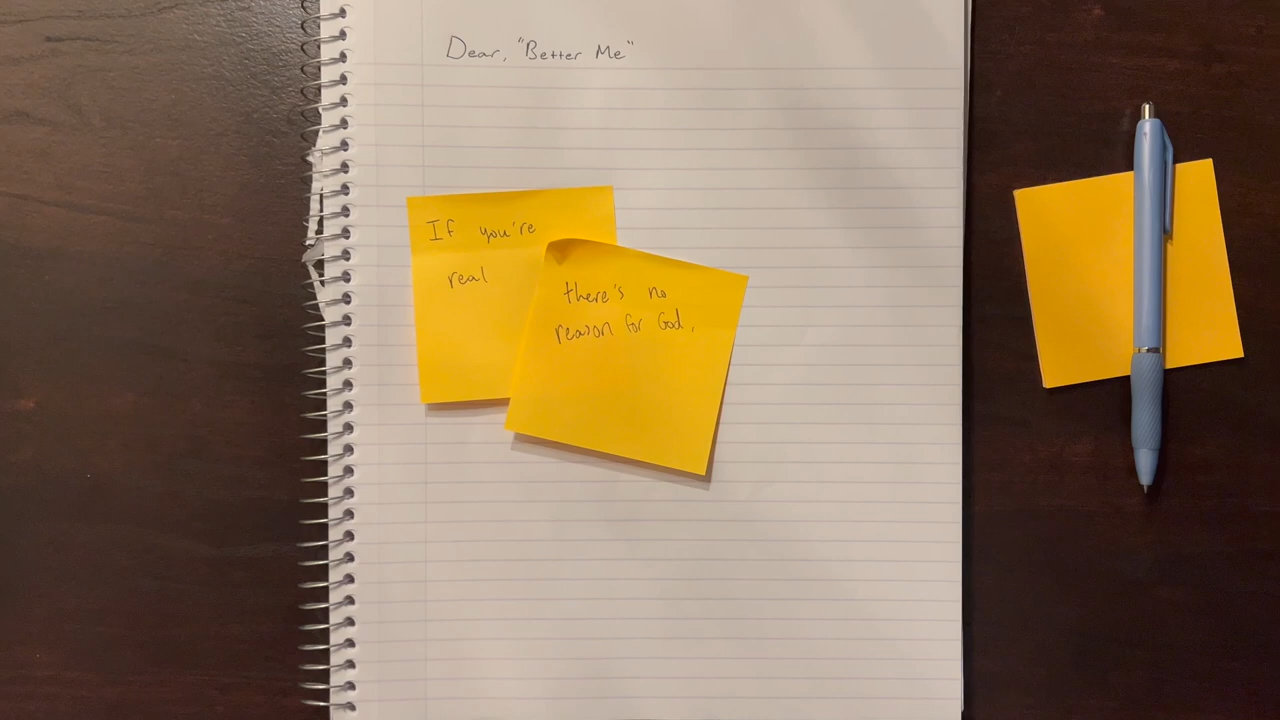 Dear, "Better Me"
If you're
real
there's no
reason for God.